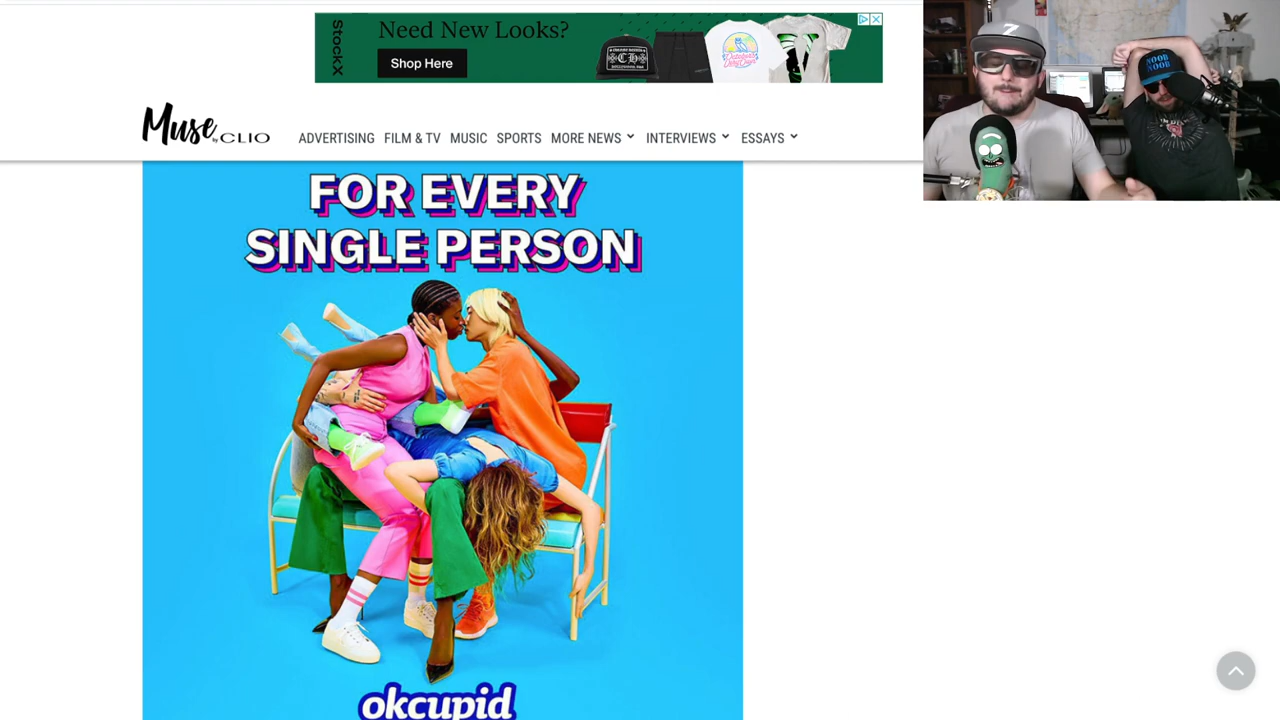 StockX
Need New Looks?
Shop Here
Muse by CLIO
ADVERTISING FILM & TV MUSIC SPORTS MORE NEWS INTERVIEWS ESSAYS
FOR EVERY
SINGLE PERSON
okcupid
NOOB
NOOB
Z
CH